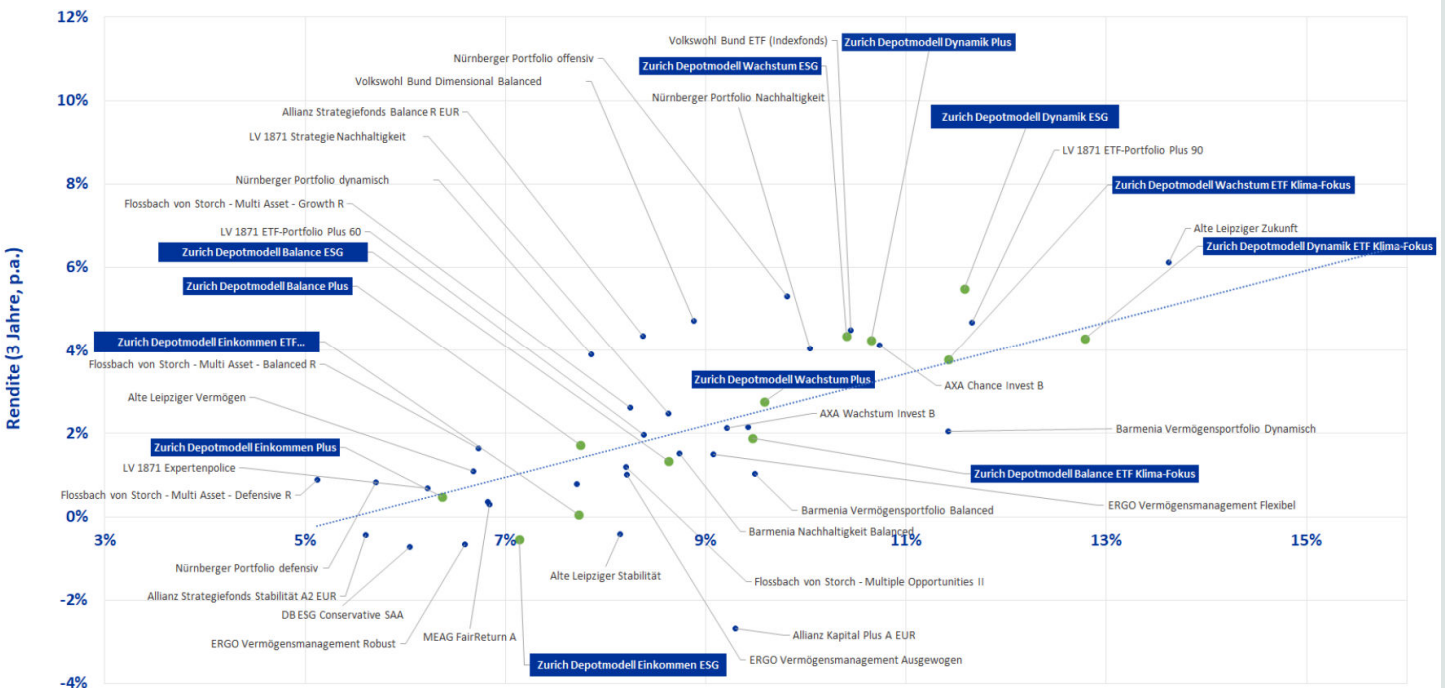 12%
Volkswohl Bund ETF (Indexfonds)
Zurich Depotmodell Dynamik Plus
Nürnberger Portfolio offensiv
Zurich Depotmodell Wachstum ESG
Volkswohl Bund Dimensional Balanced
Nürnberger Portfolio Nachhaltigkeit
10%
Allianz Strategiefonds Balance R EUR
Zurich Depotmodell Dynamik ESG
LV 1871 Strategie Nachhaltigkeit
LV 1871 ETF-Portfolio Plus 90
8%
Nürnberger Portfolio dynamisch
Zurich Depotmodell Wachstum ETF Klima-Fokus
Flossbach von Storch - Multi Asset - Growth R
LV 1871 ETF-Portfolio Plus 60
Alte Leipziger Zukunft
Zurich Depotmodell Balance ESG
Zurich Depotmodell Dynamik ETF Klima-Fokus
6%
Zurich Depotmodell Balance Plus
Rendite (3 Jahre, p.a.)
Zurich Depotmodell Einkommen ETF...
4%
Flossbach von Storch - Multi Asset - Balanced R
Zurich Depotmodell Wachstum Plus
AXA Chance Invest B
Alte Leipziger Vermögen
AXA Wachstum Invest B
2%
Barmenia Vermögensportfolio Dynamisch
Zurich Depotmodell Einkommen Plus
LV 1871 Expertenpolice
Zurich Depotmodell Balance ETF Klima-Fokus
Flossbach von Storch - Multi Asset - Defensive R
ERGO Vermögensmanagement Flexibel
Barmenia Vermögensportfolio Balanced
0%
Barmenia Nachhaltigkeit Balanced
3%
5%
7%
9%
11%
13%
15%
Nürnberger Portfolio defensiv
Alte Leipziger Stabilität
Flossbach von Storch - Multiple Opportunities II
Allianz Strategiefonds Stabilität A2 EUR
-2%
DB ESG Conservative SAA
MEAG FairReturn A
Allianz Kapital Plus A EUR
ERGO Vermögensmanagement Robust
ERGO Vermögensmanagement Ausgewogen
Zurich Depotmodell Einkommen ESG
-4%